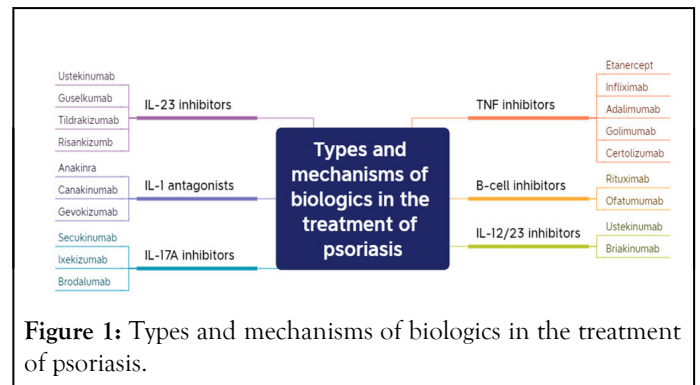 Ustekinumab
Guselkumab
Tildrakizumab
Risankizumb
IL-23 inhibitors
Anakinra
Canakinumab
Gevokizumab
IL-1 antagonists
Secukinumab
Ixekizumab
Brodalumab
IL-17A inhibitors
Types and
mechanisms of
biologics in the
treatment of
psoriasis
TNF inhibitors
Etanercept
Infliximab
Adalimumab
Golimumab
Certolizumab
B-cell inhibitors
Rituximab
Ofatumumab
IL-12/23 inhibitors
Ustekinumab
Briakinumab
Figure 1: Types and mechanisms of biologics in the treatment
of psoriasis.